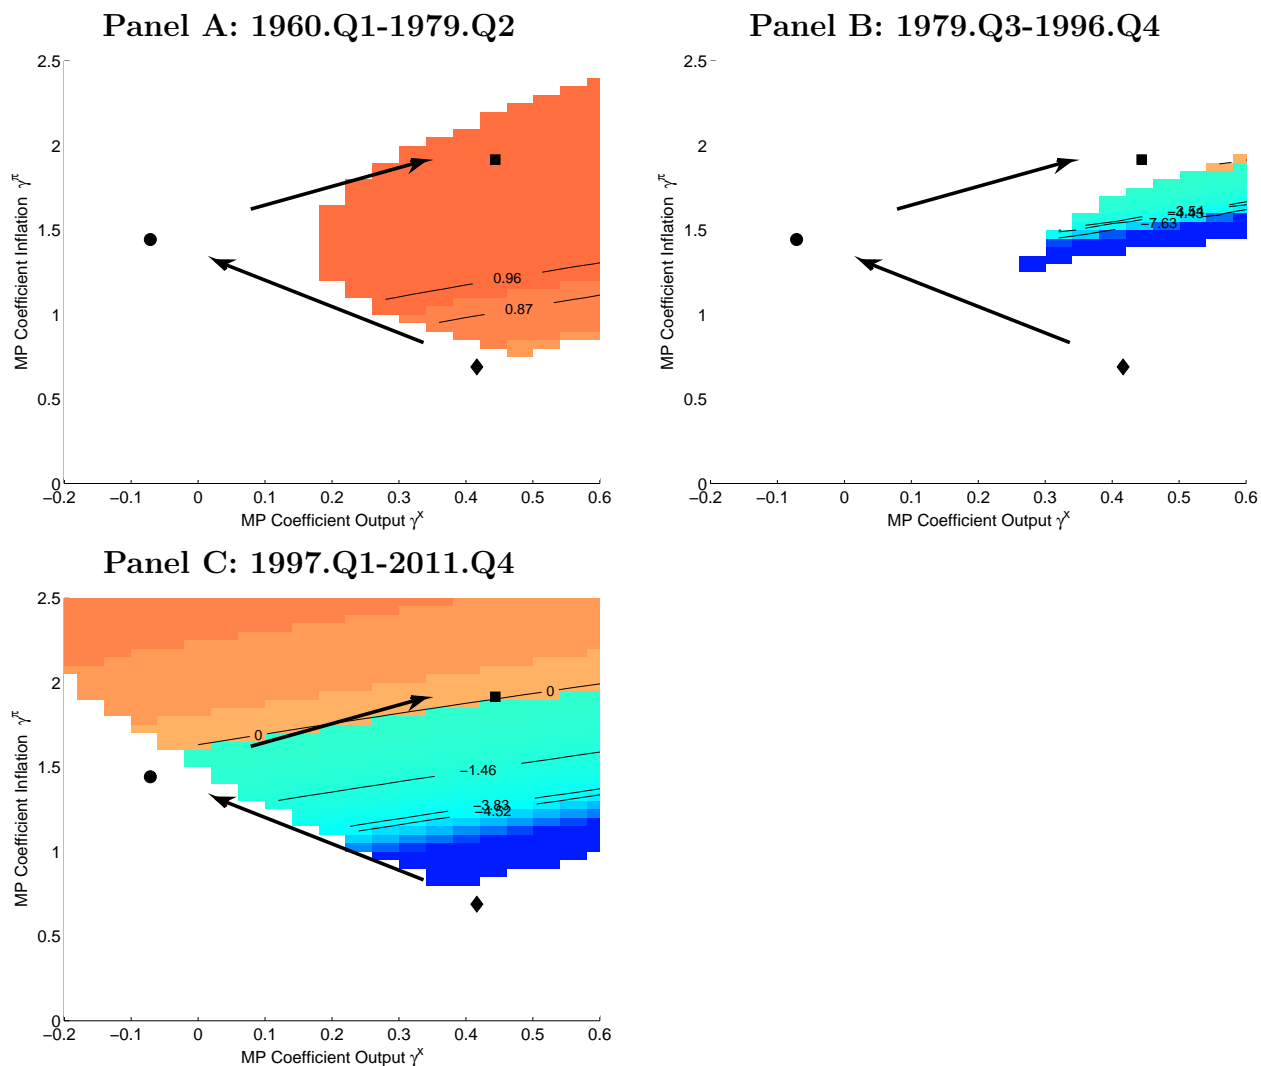 Panel A: 1960.Q1-1979.Q2
2.5
2
1.5
1
0.5
0
MP Coefficient Inflation γ^π
0.96
0.87
−0.2 −0.1 0 0.1 0.2 0.3 0.4 0.5 0.6
MP Coefficient Output γ^x
Panel B: 1979.Q3-1996.Q4
2.5
2
1.5
1
0.5
0
MP Coefficient Inflation γ^π
−3.54
−7.63
−0.2 −0.1 0 0.1 0.2 0.3 0.4 0.5 0.6
MP Coefficient Output γ^x
Panel C: 1997.Q1-2011.Q4
2.5
2
1.5
1
0.5
0
MP Coefficient Inflation γ^π
0
0
−1.46
−3.83
−4.52
−0.2 −0.1 0 0.1 0.2 0.3 0.4 0.5 0.6
MP Coefficient Output γ^x